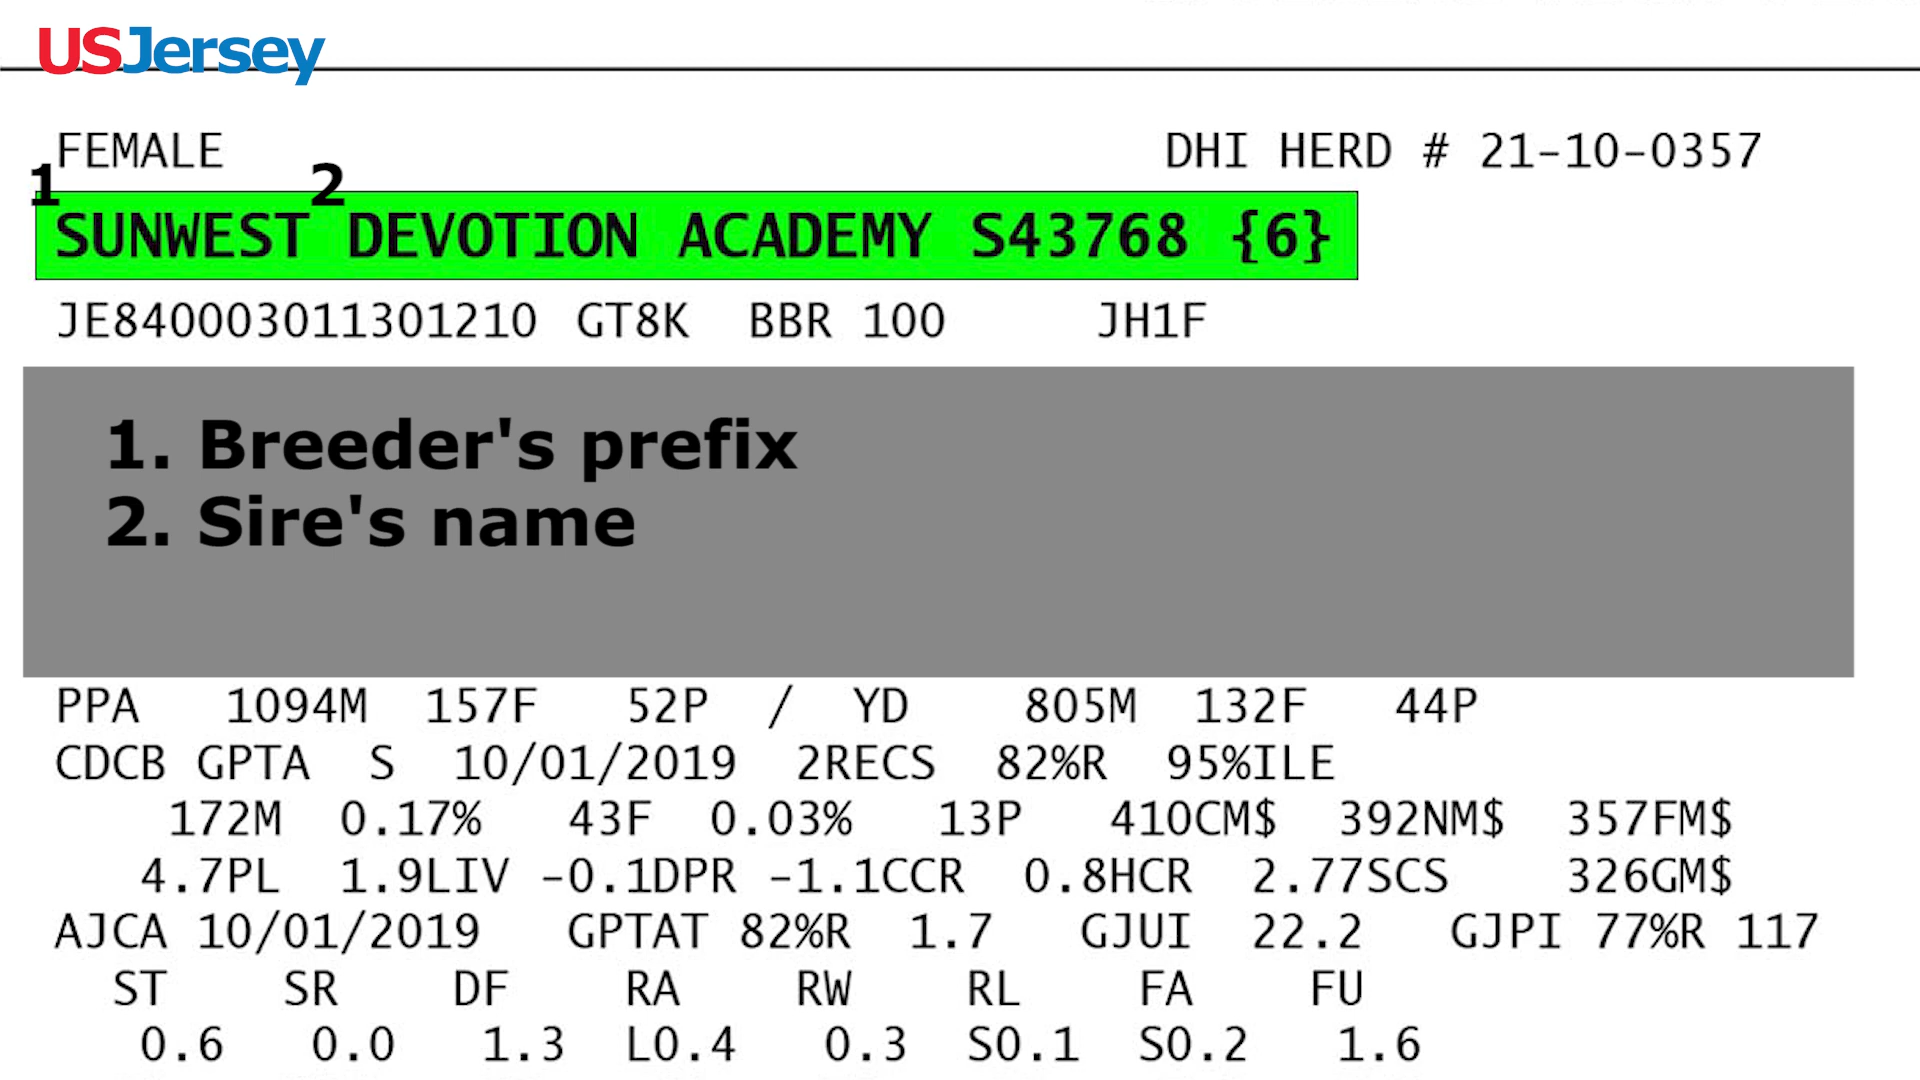 USJersey
FEMALE DHI HERD # 21-10-0357
1 2
SUNWEST DEVOTION ACADEMY S43768 {6}
JE840003011301210 GT8K BBR 100 JH1F
1. Breeder's prefix
2. Sire's name
PPA 1094M 157F 52P / YD 805M 132F 44P
CDCB GPTA S 10/01/2019 2RECS 82%R 95%ILE
172M 0.17% 43F 0.03% 13P 410CM$ 392NM$ 357FM$
4.7PL 1.9LIV -0.1DPR -1.1CCR 0.8HCR 2.77SCS 326GM$
AJCA 10/01/2019 GPTAT 82%R 1.7 GJUI 22.2 GJPI 77%R 117
ST SR DF RA RW RL FA FU
0.6 0.0 1.3 L0.4 0.3 S0.1 S0.2 1.6